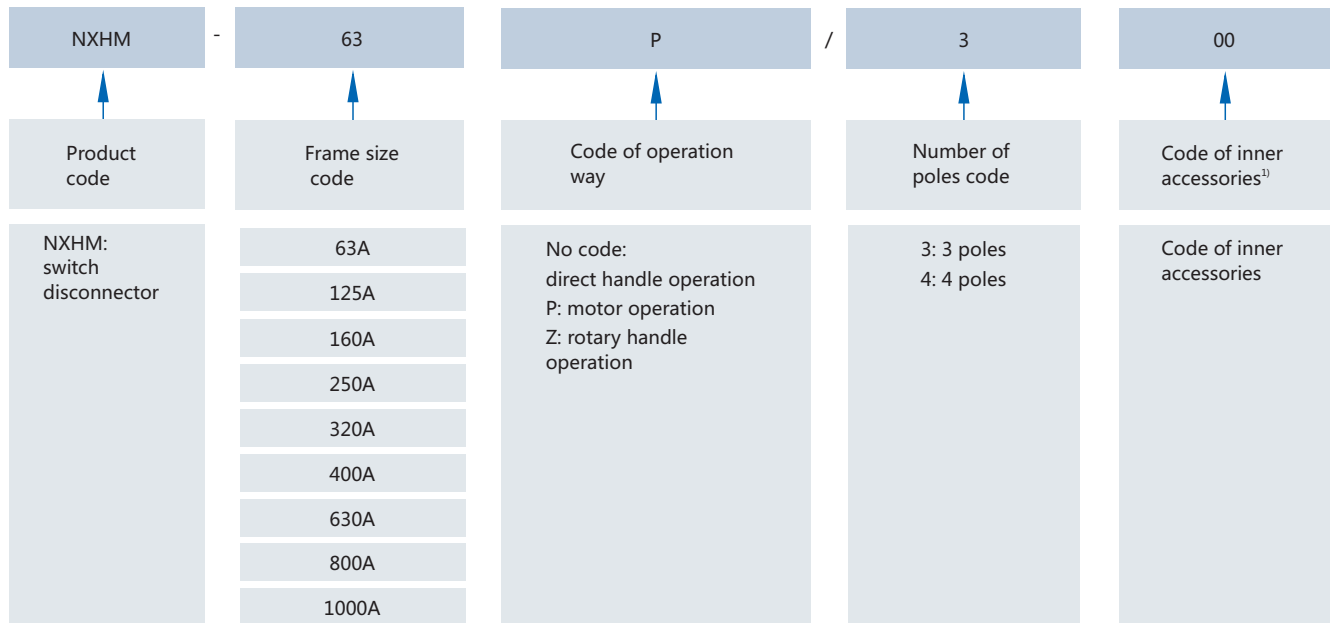 NXHM - 63 P / 3 00
Product
code
Frame size
code
Code of operation
way
Number of
poles code
Code of inner
accessories1)
NXHM:
switch
disconnector
63A
125A
160A
250A
320A
400A
630A
800A
1000A
No code:
direct handle operation
P: motor operation
Z: rotary handle
operation
3: 3 poles
4: 4 poles
Code of inner
accessories